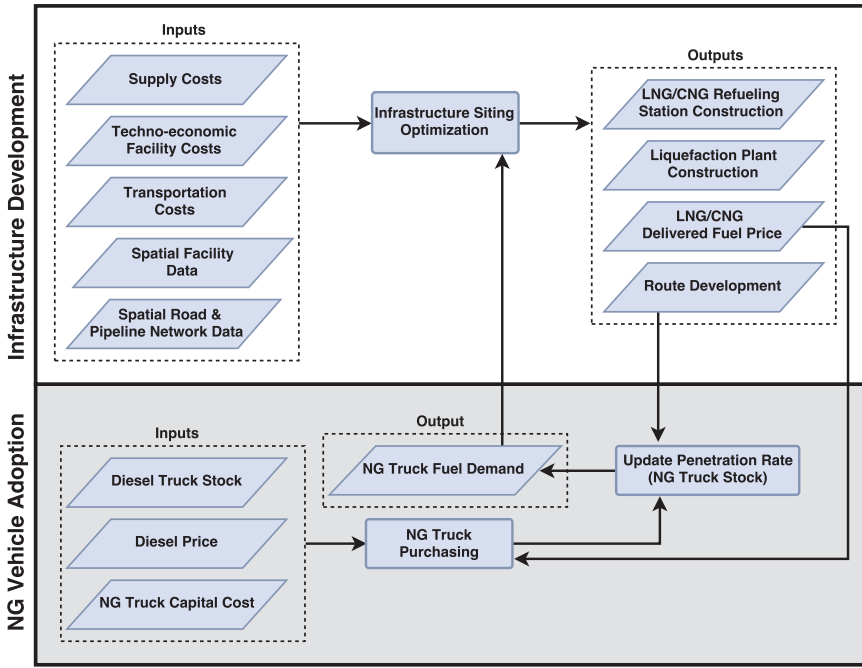 Infrastructure Development
Inputs
Supply Costs
Techno-economic
Facility Costs
Transportation
Costs
Spatial Facility
Data
Spatial Road &
Pipeline Network Data
Infrastructure Siting
Optimization
Outputs
LNG/CNG Refueling
Station Construction
Liquefaction Plant
Construction
LNG/CNG
Delivered Fuel Price
Route Development
NG Vehicle Adoption
Inputs
Diesel Truck Stock
Diesel Price
NG Truck Capital Cost
Output
NG Truck Fuel Demand
NG Truck
Purchasing
Update Penetration Rate
(NG Truck Stock)